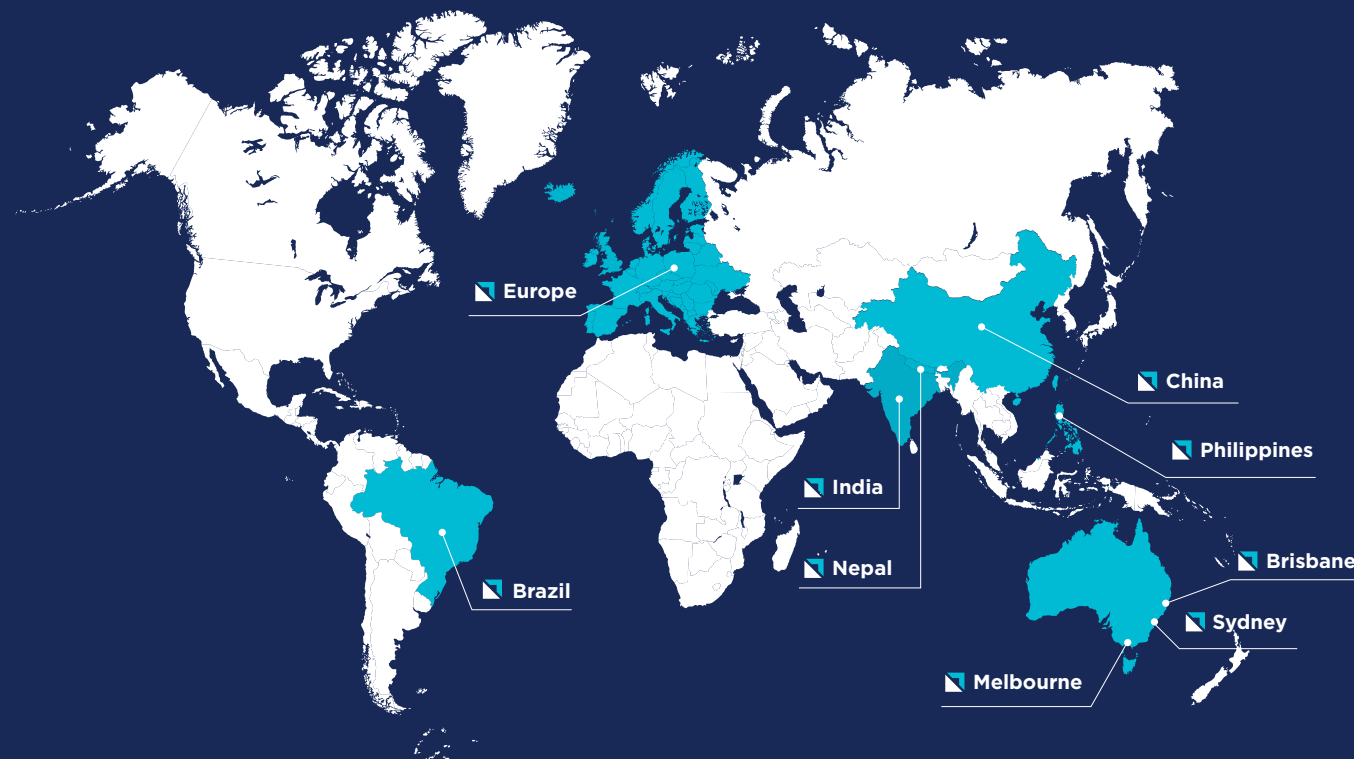 Europe
China
Philippines
India
Brisbane
Nepal
Brazil
Sydney
Melbourne